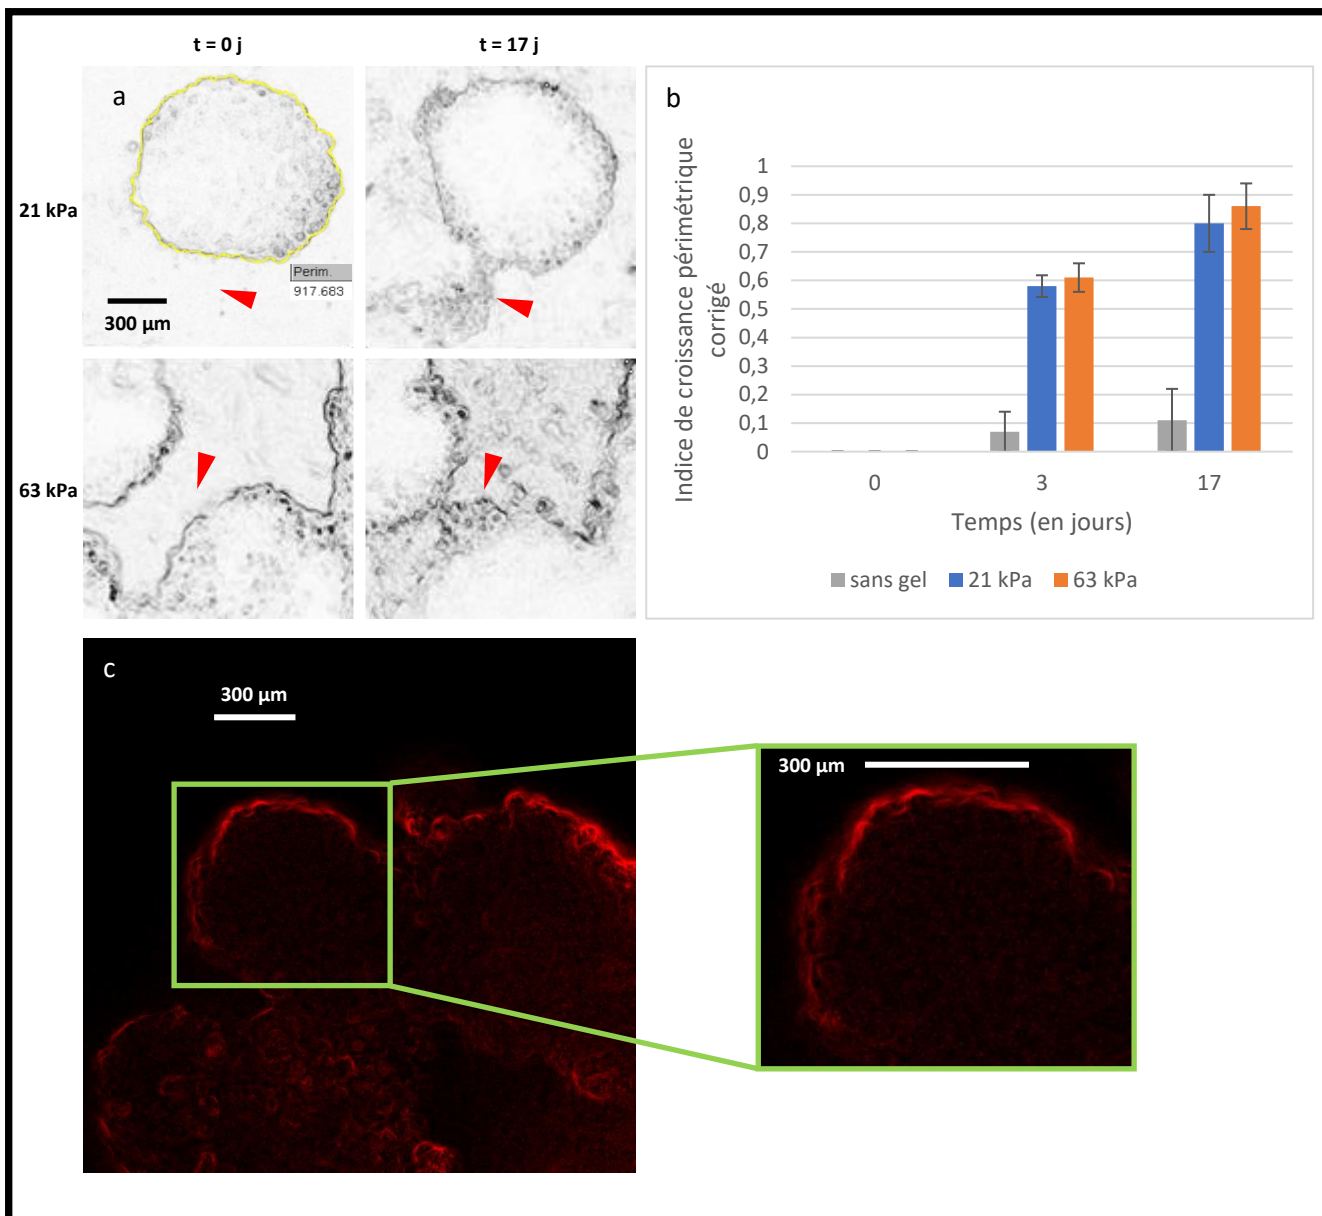 t = 0 j
t = 17 j
a
21 kPa
Perim.
917.683
300 µm
63 kPa
b
Indice de croissance périmétrique
corrigé
1
0,9
0,8
0,7
0,6
0,5
0,4
0,3
0,2
0,1
0
0
3
17
Temps (en jours)
sans gel
21 kPa
63 kPa
c
300 µm
300 µm